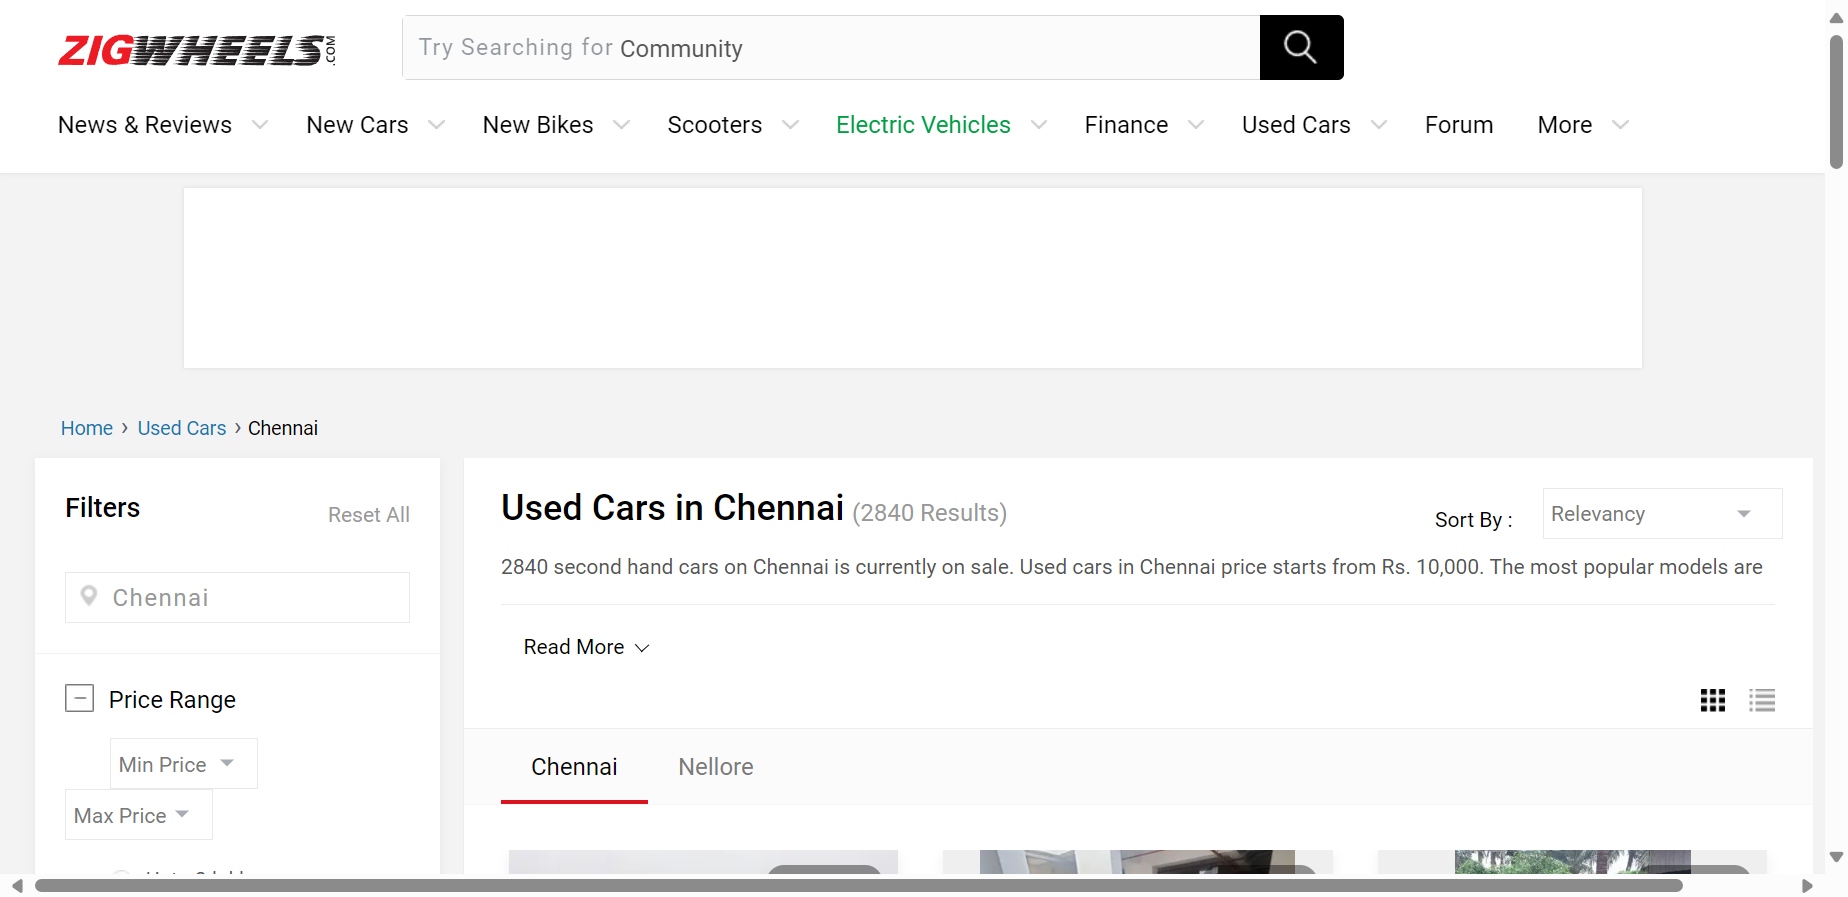 ZIGWHEELS.COM
Try Searching for Community
News & Reviews New Cars New Bikes Scooters Electric Vehicles Finance Used Cars Forum More
Home › Used Cars › Chennai
Filters
Reset All
Chennai
Price Range
Min Price
Max Price
Used Cars in Chennai (2840 Results)
Sort By :
Relevancy
2840 second hand cars on Chennai is currently on sale. Used cars in Chennai price starts from Rs. 10,000. The most popular models are
Read More
Chennai Nellore